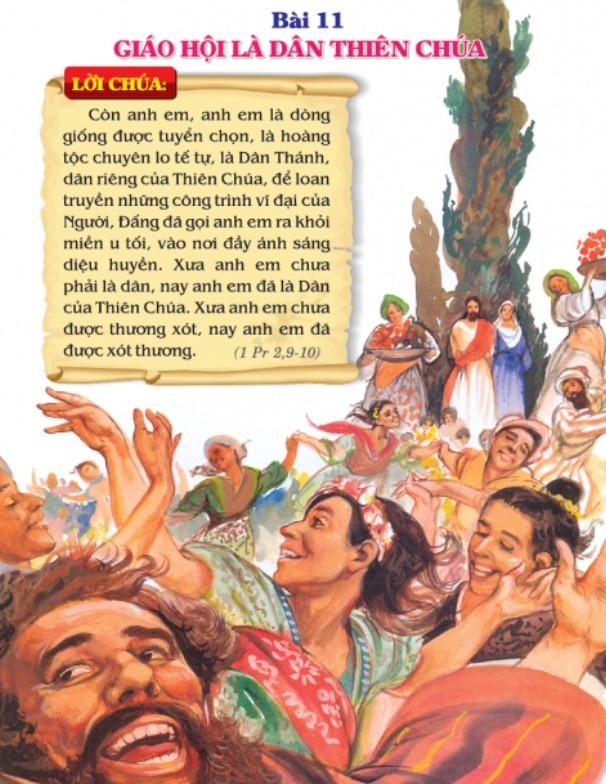 Bài 11
GIÁO HỘI LÀ DÂN THIÊN CHÚA
LỜI CHÚA:
Còn anh em, anh em là dòng
giống được tuyển chọn, là hoàng
tộc chuyên lo tế tự, là Dân Thánh,
dân riêng của Thiên Chúa, để loan
truyền những công trình vĩ đại của
Người, Đấng đã gọi anh em ra khỏi
miền u tối, vào nơi đầy ánh sáng
diệu huyền. Xưa anh em chưa
phải là dân, nay anh em đã là Dân
của Thiên Chúa. Xưa anh em chưa
được thương xót, nay anh em đã
được xót thương. (1 Pr 2,9-10)